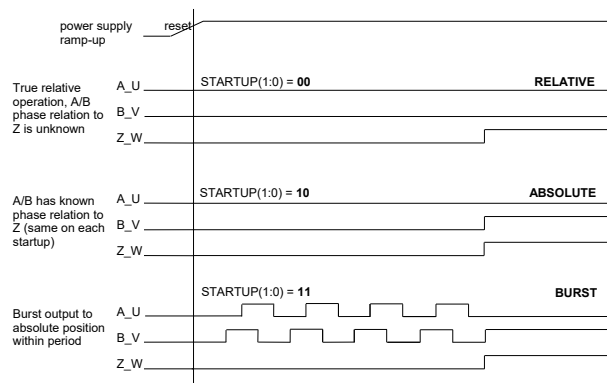 power supply reset
ramp-up
STARTUP(1:0) = 00 RELATIVE
True relative
operation, A/B
phase relation to
Z is unknown
A_U
B_V
Z_W
STARTUP(1:0) = 10 ABSOLUTE
A/B has known
phase relation to
Z (same on each
startup)
A_U
B_V
Z_W
STARTUP(1:0) = 11 BURST
Burst output to
absolute position
within period
A_U
B_V
Z_W